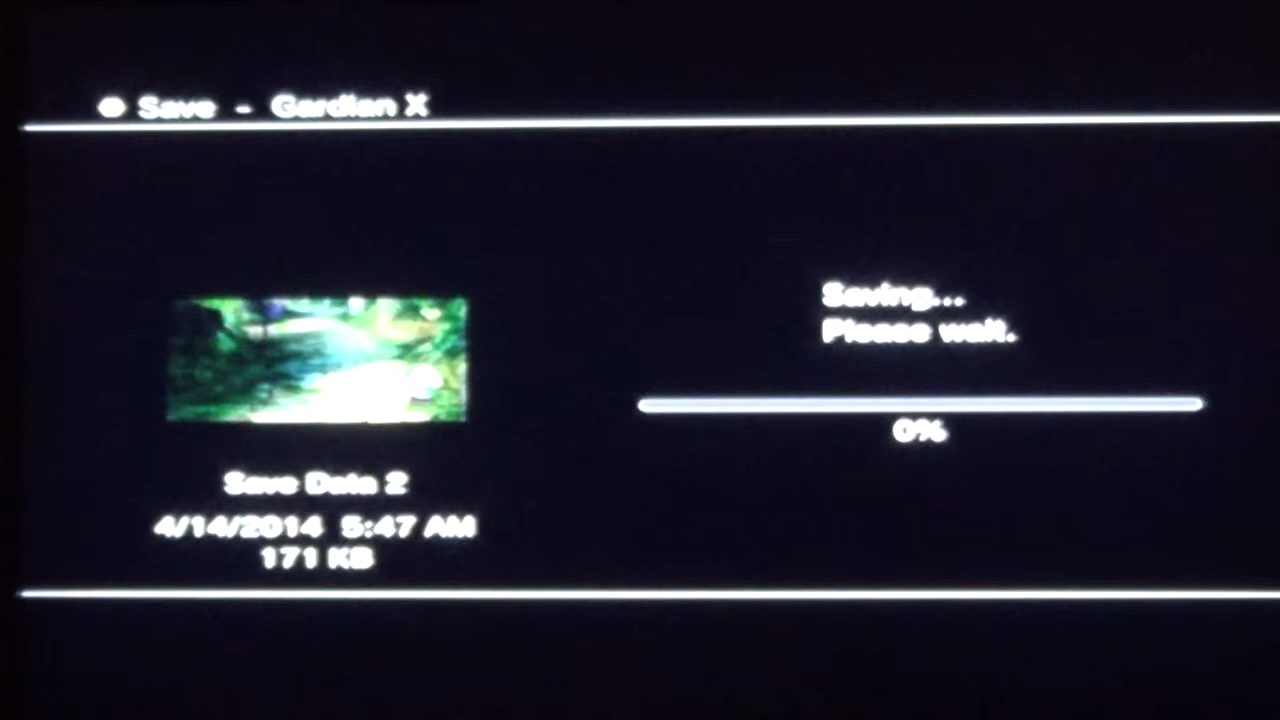 Save - Gardian X
Saving...
Please wait.
0%
Save Data 2
4/14/2014 5:47 AM
171 KB